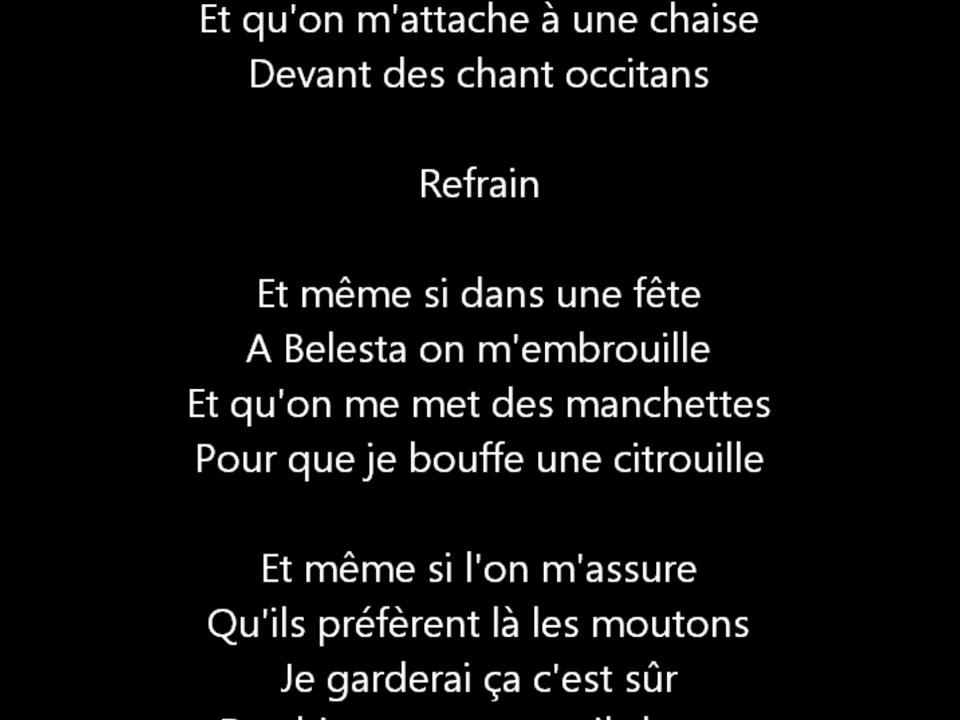 Et qu'on m'attache à une chaise
Devant des chant occitans
Refrain
Et même si dans une fête
A Belesta on m'embrouille
Et qu'on me met des manchettes
Pour que je bouffe une citrouille
Et même si l'on m'assure
Qu'ils préfèrent là les moutons
Je garderai ça c'est sûr